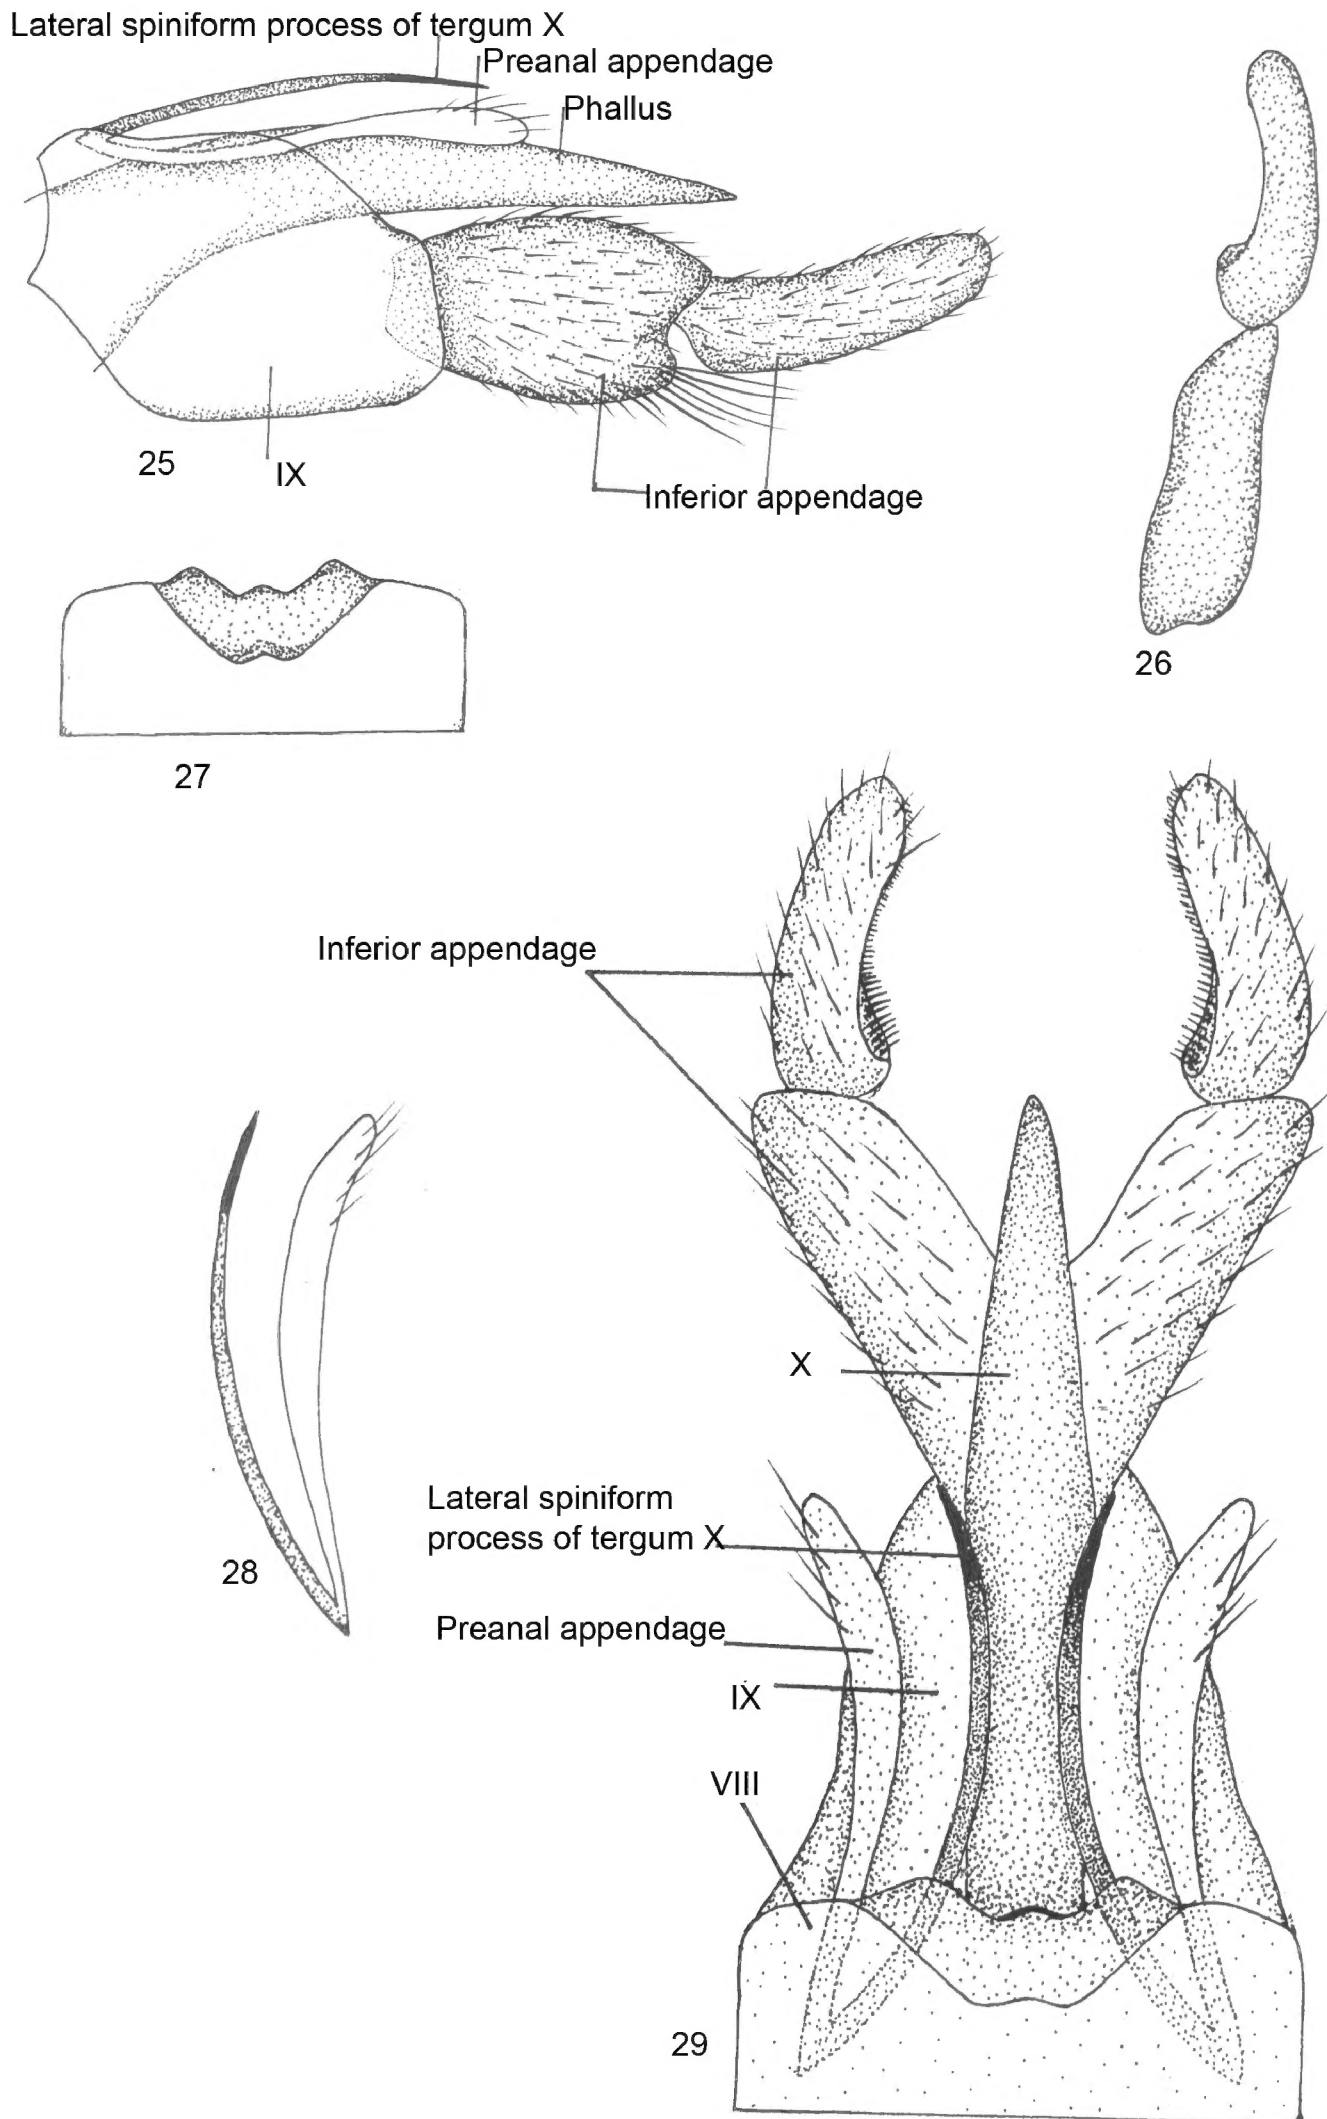 Lateral spiniform process of tergum X
Preanal appendage
Phallus
25
IX
Inferior appendage
26
27
Inferior appendage
X
Lateral spiniform
process of tergum X
28
Preanal appendage
IX
VIII
29